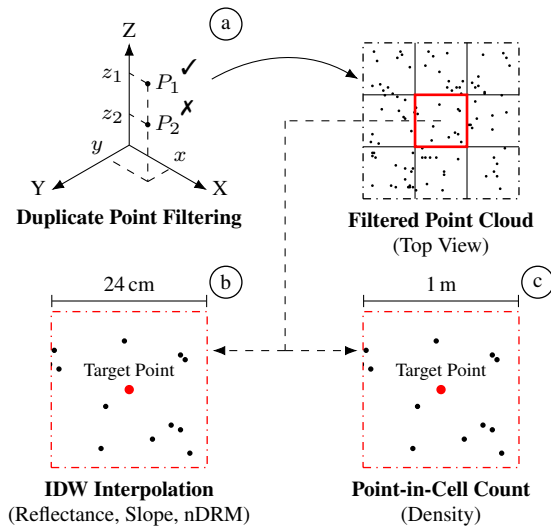 Z
a
z1
P1 ✓
z2
P2 ✗
y
x
Y
X
Duplicate Point Filtering
Filtered Point Cloud
(Top View)
b
c
24 cm
1 m
Target Point
Target Point
IDW Interpolation
(Reflectance, Slope, nDRM)
Point-in-Cell Count
(Density)